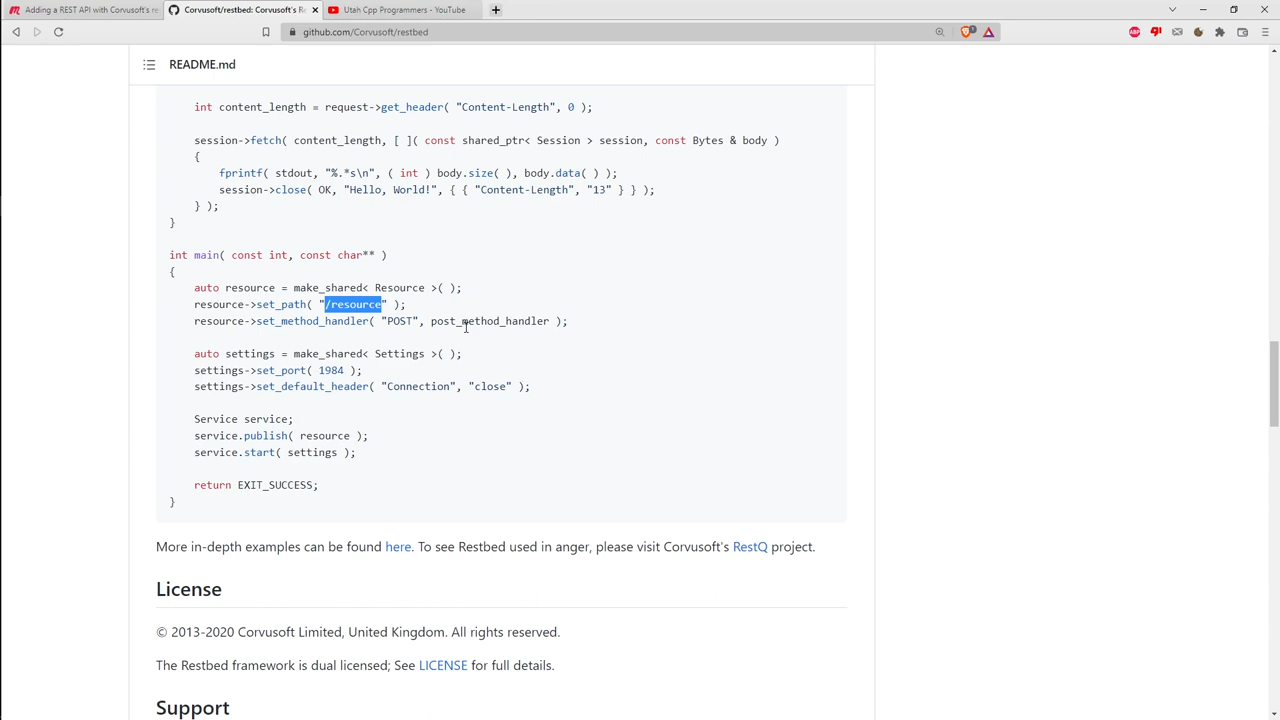 Adding a REST API with Corvusoft's re
Corvusoft/restbed: Corvusoft's Re
Utah Cpp Programmers - YouTube
github.com/Corvusoft/restbed
README.md
int content_length = request->get_header( "Content-Length", 0 );
session->fetch( content_length, [ ]( const shared_ptr< Session > session, const Bytes & body )
{
fprintf( stdout, "%.*s\n", ( int ) body.size( ), body.data( ) );
session->close( OK, "Hello, World!", { { "Content-Length", "13" } } );
} );
}
int main( const int, const char** )
{
auto resource = make_shared< Resource >( );
resource->set_path( "/resource" );
resource->set_method_handler( "POST", post_method_handler );
auto settings = make_shared< Settings >( );
settings->set_port( 1984 );
settings->set_default_header( "Connection", "close" );
Service service;
service.publish( resource );
service.start( settings );
return EXIT_SUCCESS;
}
More in-depth examples can be found here. To see Restbed used in anger, please visit Corvusoft's RestQ project.
License
© 2013-2020 Corvusoft Limited, United Kingdom. All rights reserved.
The Restbed framework is dual licensed; See LICENSE for full details.
Support